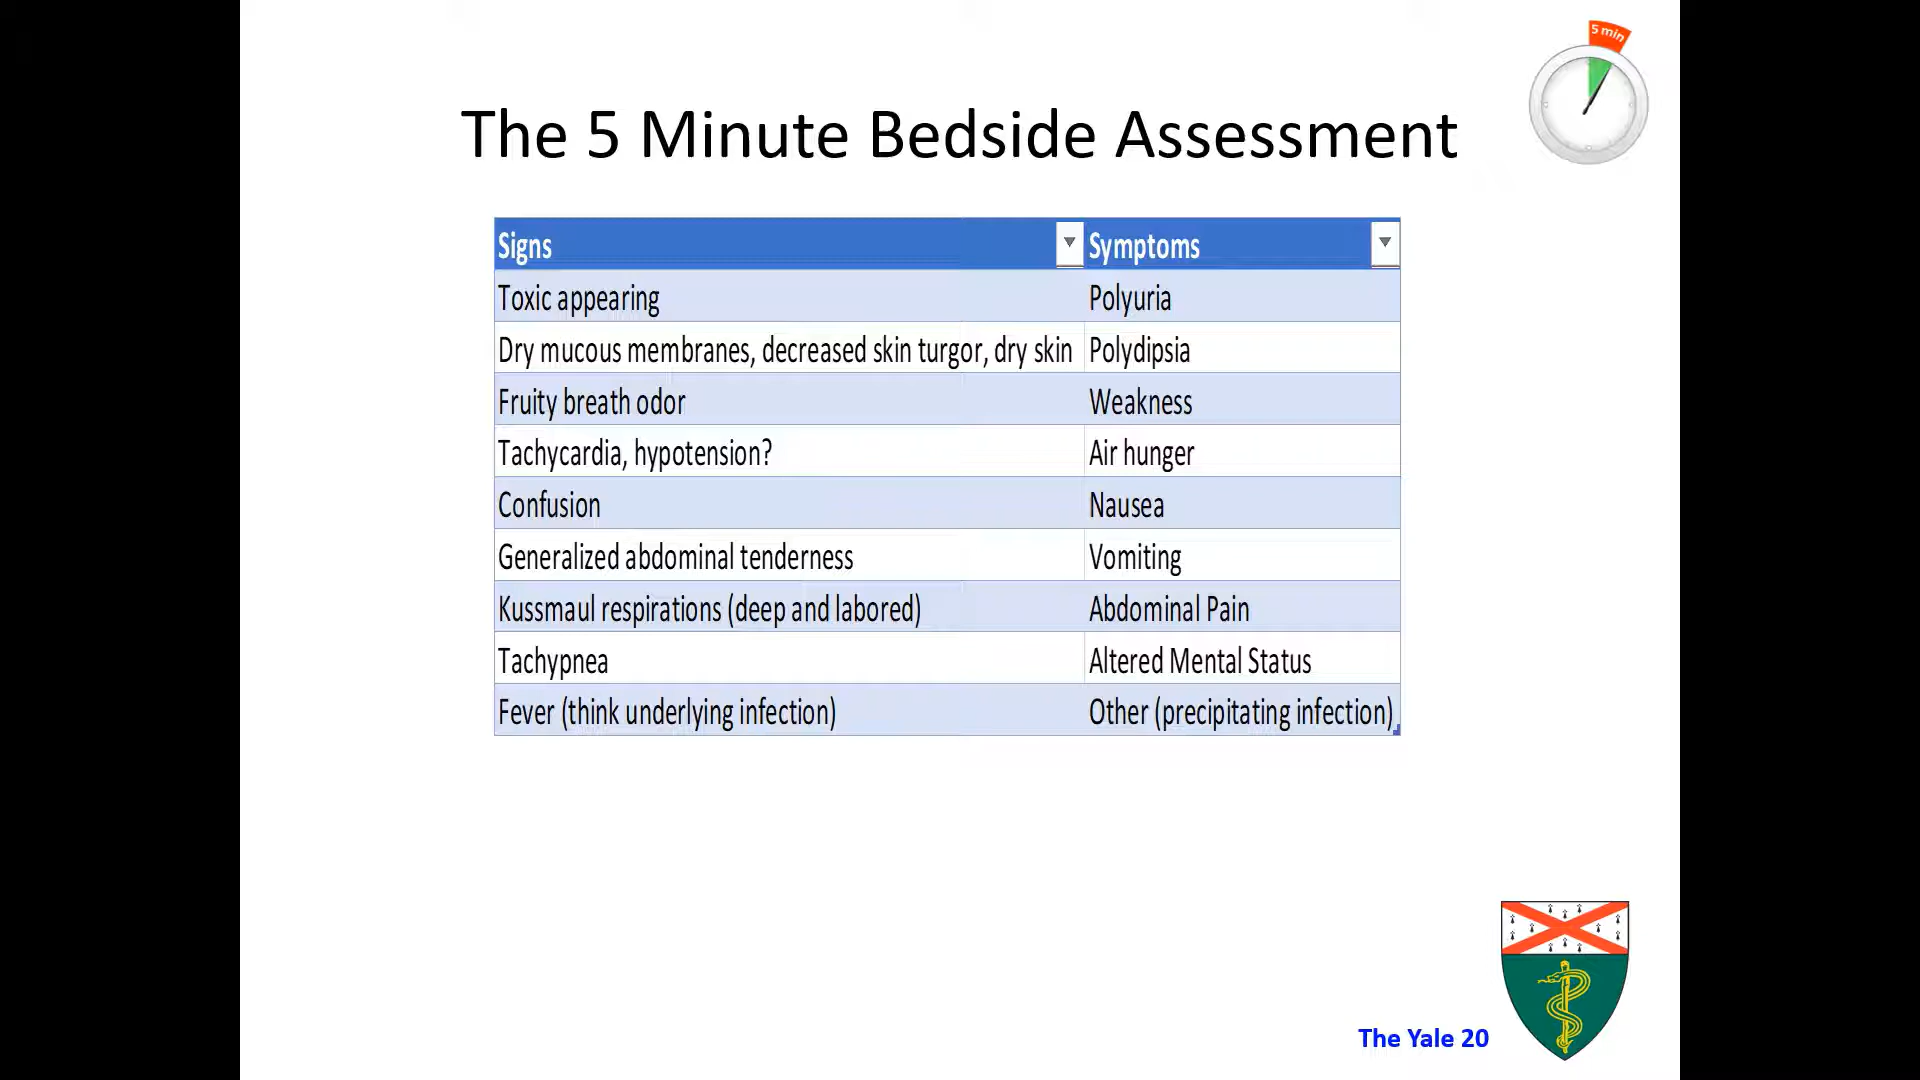 5 min
The 5 Minute Bedside Assessment
Signs Symptoms
Toxic appearing Polyuria
Dry mucous membranes, decreased skin turgor, dry skin Polydipsia
Fruity breath odor Weakness
Tachycardia, hypotension? Air hunger
Confusion Nausea
Generalized abdominal tenderness Vomiting
Kussmaul respirations (deep and labored) Abdominal Pain
Tachypnea Altered Mental Status
Fever (think underlying infection) Other (precipitating infection)
The Yale 20